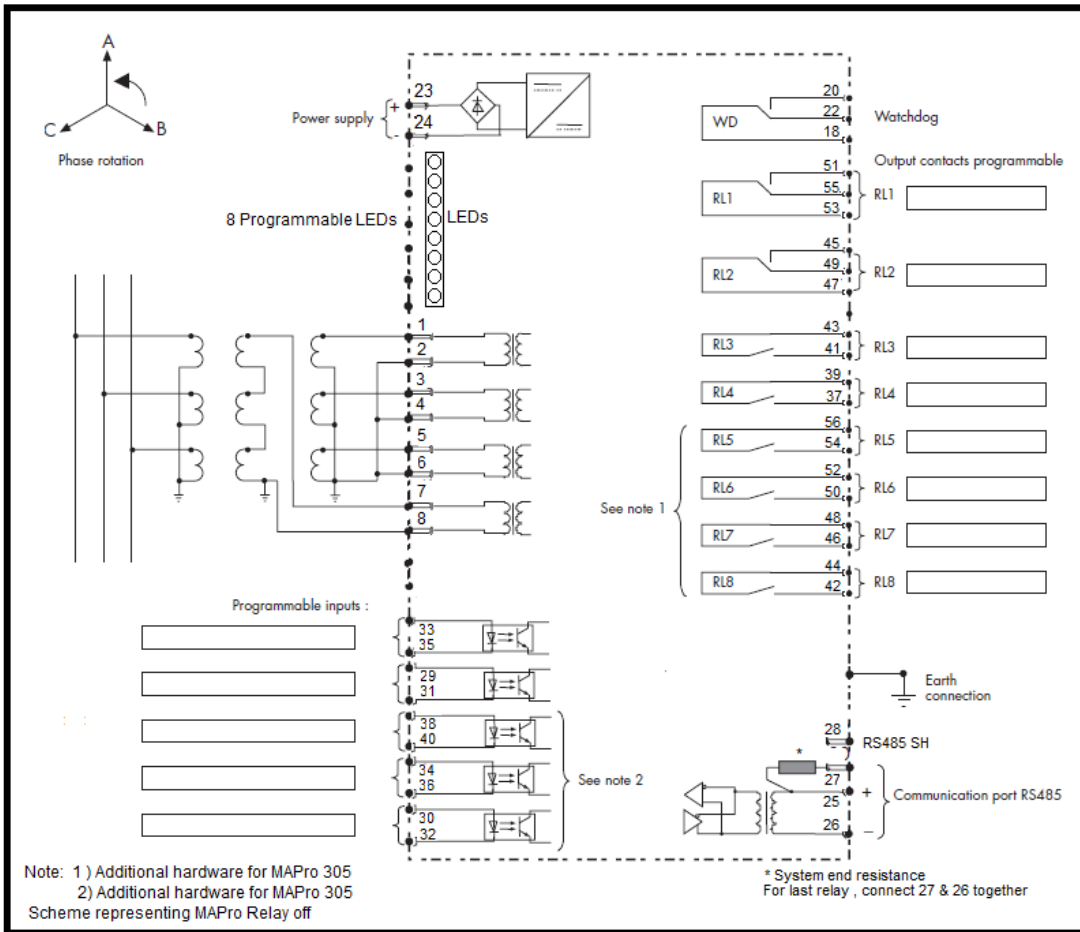 A
C
B
Phase rotation
Power supply
+
-
23
24
8 Programmable LEDs
LEDs
1
2
3
4
5
6
7
8
Programmable inputs :
33
35
29
31
38
40
34
36
30
32
See note 2
WD
20
22
18
Watchdog
Output contacts programmable
RL1
51
55
53
RL1
RL2
45
49
47
RL2
RL3
43
41
RL3
RL4
39
37
RL4
See note 1
RL5
56
54
RL5
RL6
52
50
RL6
RL7
48
46
RL7
RL8
44
42
RL8
Earth
connection
28
RS485 SH
*
27
25
+
Communication port RS485
26
–
Note: 1 ) Additional hardware for MAPro 305
2) Additional hardware for MAPro 305
Scheme representing MAPro Relay off
* System end resistance
For last relay , connect 27 & 26 together